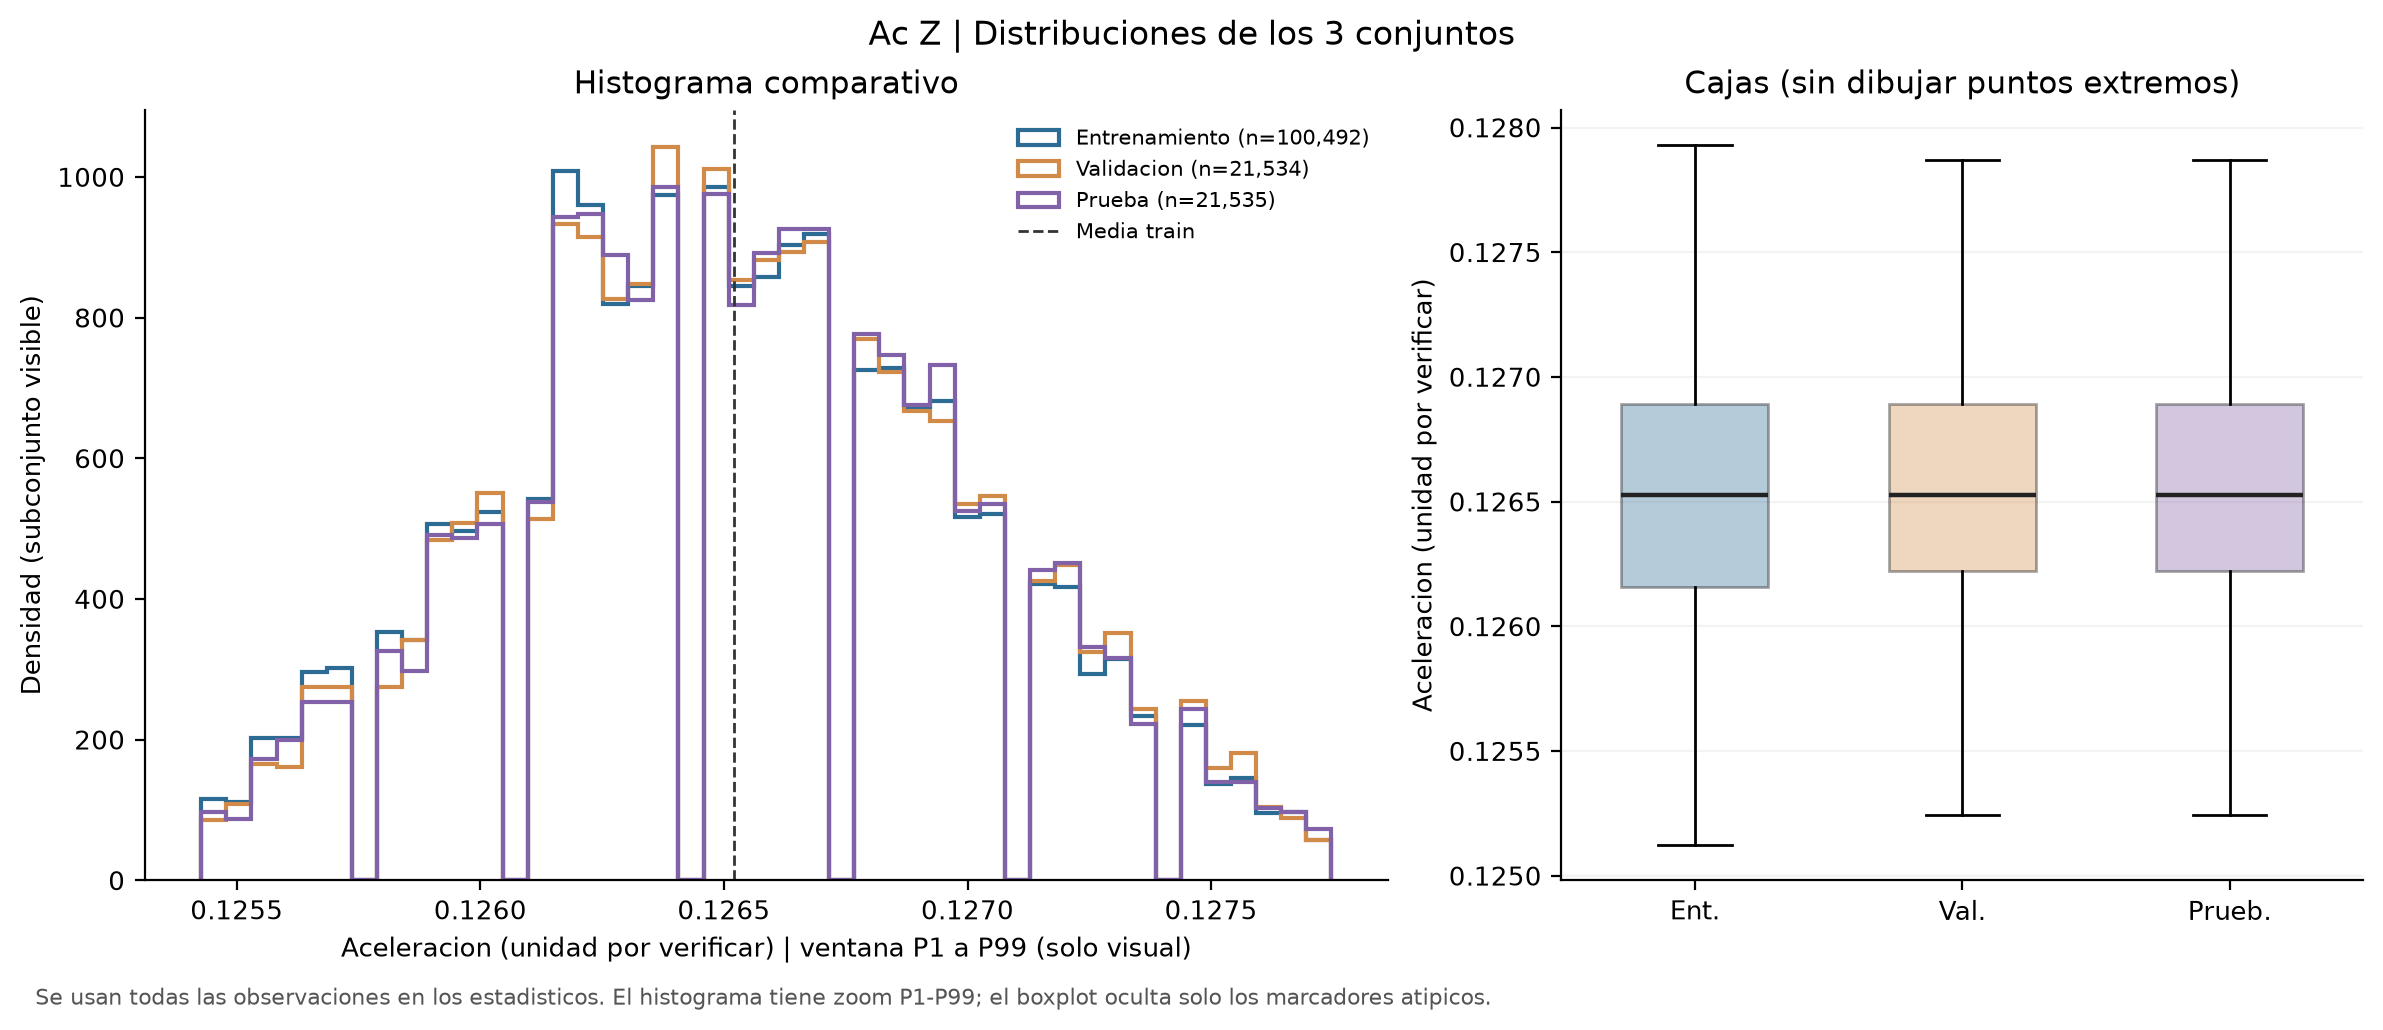 Ac Z | Distribuciones de los 3 conjuntos
Histograma comparativo
Densidad (subconjunto visible)
1000
800
600
400
200
0
0.1255
0.1260
0.1265
0.1270
0.1275
Aceleracion (unidad por verificar) | ventana P1 a P99 (solo visual)
Entrenamiento (n=100,492)
Validacion (n=21,534)
Prueba (n=21,535)
Media train
Cajas (sin dibujar puntos extremos)
Aceleracion (unidad por verificar)
0.1280
0.1275
0.1270
0.1265
0.1260
0.1255
0.1250
Ent.
Val.
Prueb.
Se usan todas las observaciones en los estadisticos. El histograma tiene zoom P1-P99; el boxplot oculta solo los marcadores atipicos.